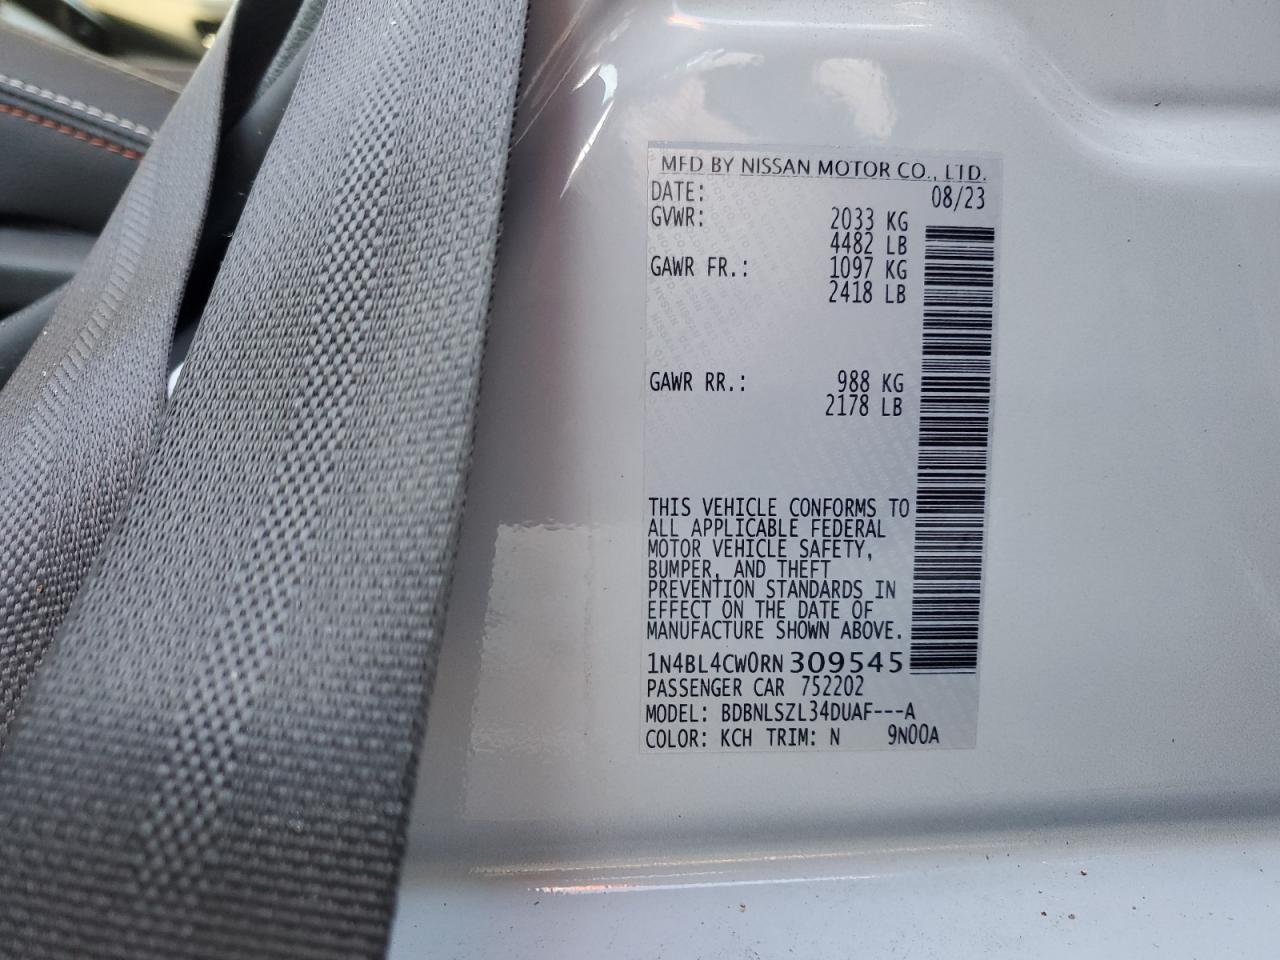 MFD BY NISSAN MOTOR CO., LTD.
DATE: 08/23
GVWR: 2033 KG
4482 LB
GAWR FR.: 1097 KG
2418 LB
GAWR RR.: 988 KG
2178 LB
THIS VEHICLE CONFORMS TO
ALL APPLICABLE FEDERAL
MOTOR VEHICLE SAFETY,
BUMPER, AND THEFT
PREVENTION STANDARDS IN
EFFECT ON THE DATE OF
MANUFACTURE SHOWN ABOVE.
1N4BL4CW0RN309545
PASSENGER CAR 752202
MODEL: BDBNLSZL34DUAF---A
COLOR: KCH TRIM: N 9N00A